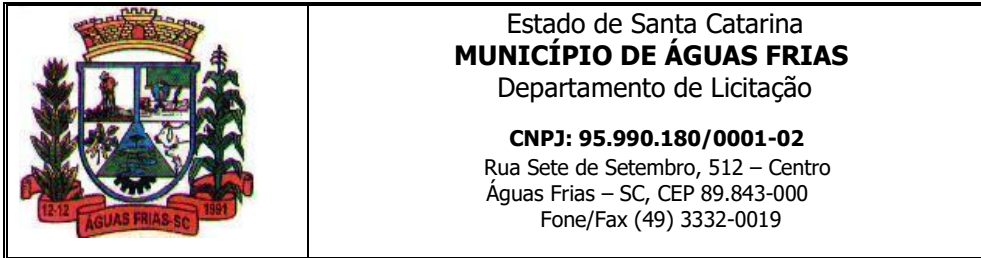 12-12
ÁGUAS FRIAS-SC
1991
Estado de Santa Catarina
MUNICÍPIO DE ÁGUAS FRIAS
Departamento de Licitação
CNPJ: 95.990.180/0001-02
Rua Sete de Setembro, 512 – Centro
Águas Frias – SC, CEP 89.843-000
Fone/Fax (49) 3332-0019